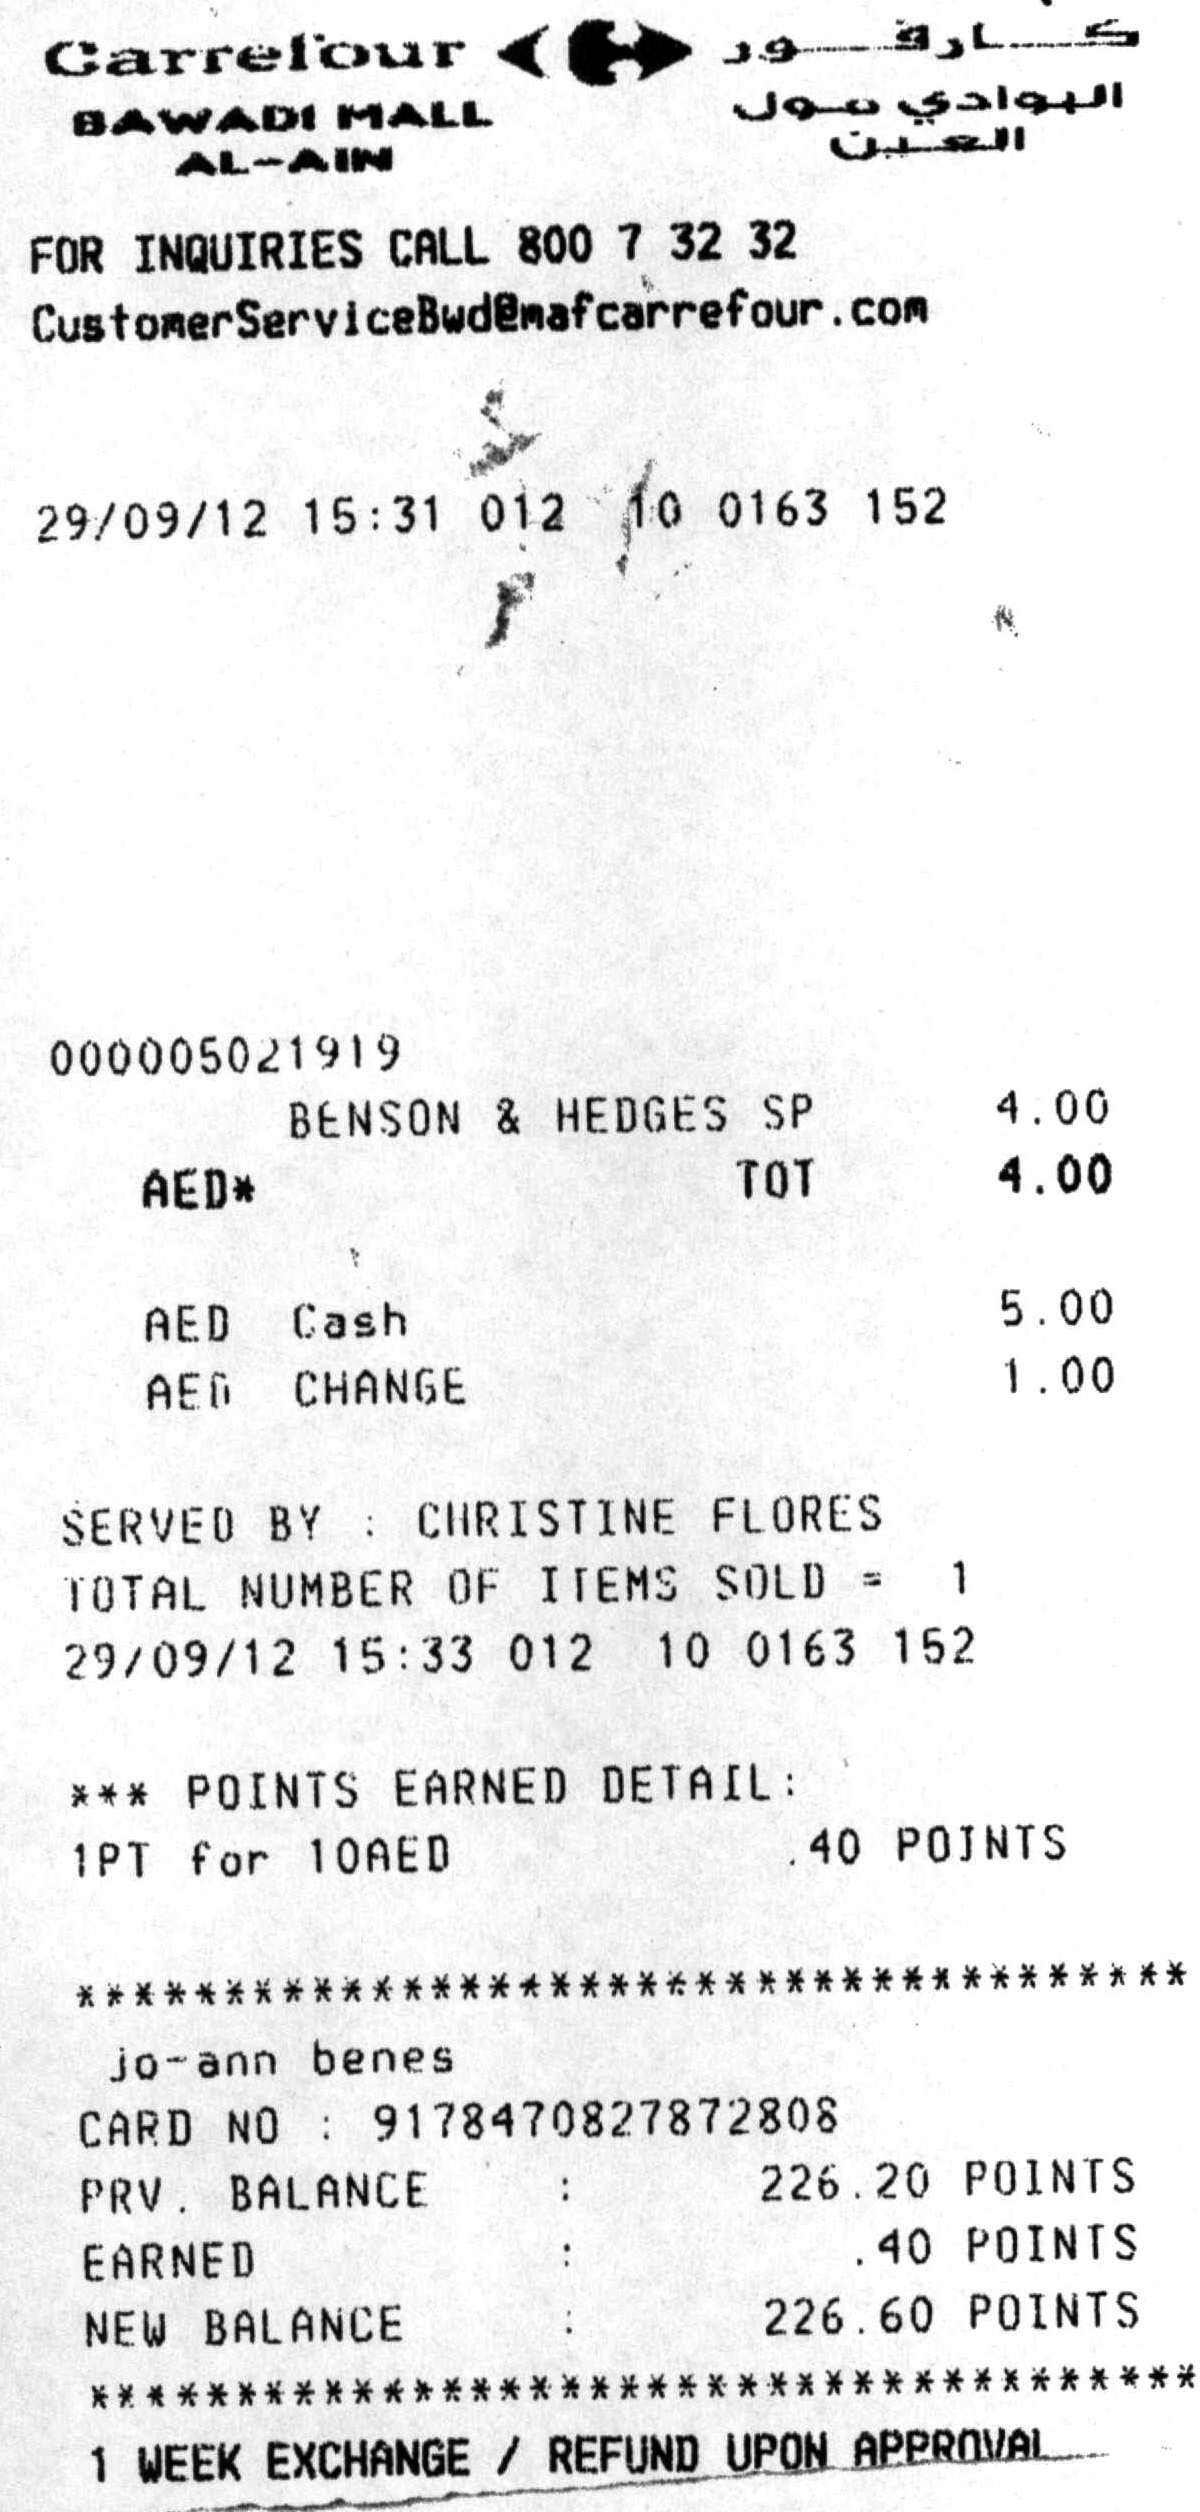 Carrefour كارفور
BAWADI MALL البوادي مول
AL-AIN العين
FOR INQUIRIES CALL 800 7 32 32
CustomerServiceBwd@mafcarrefour.com
29/09/12 15:31 012 10 0163 152
000005021919
BENSON & HEDGES SP 4.00
AED* TOT 4.00
AED Cash 5.00
AED CHANGE 1.00
SERVED BY : CHRISTINE FLORES
TOTAL NUMBER OF ITEMS SOLD = 1
29/09/12 15:33 012 10 0163 152
*** POINTS EARNED DETAIL:
1PT for 10AED .40 POINTS
**************************************
jo-ann benes
CARD NO : 9178470827872808
PRV. BALANCE : 226.20 POINTS
EARNED : .40 POINTS
NEW BALANCE : 226.60 POINTS
**************************************
1 WEEK EXCHANGE / REFUND UPON APPROVAL